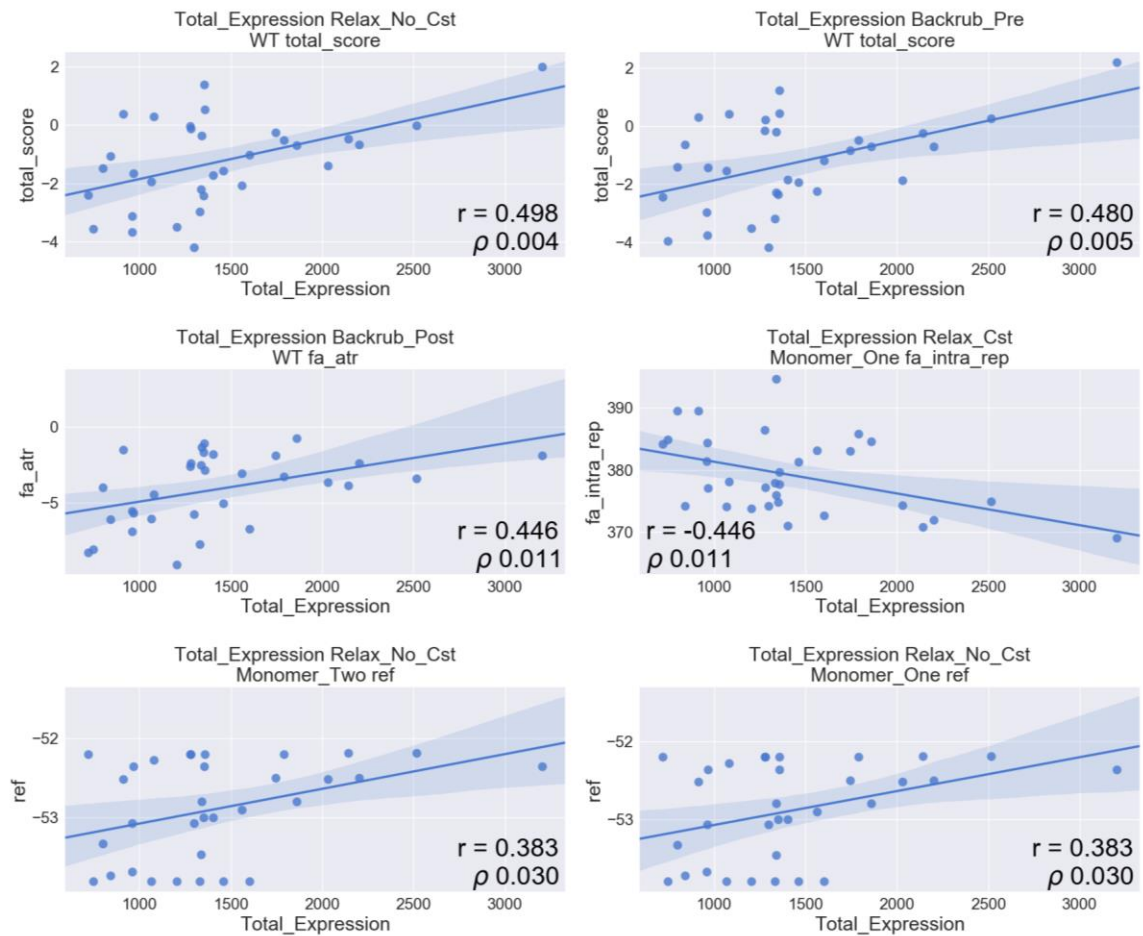 Total_Expression Relax_No_Cst
WT total_score
total_score
2
0
−2
−4
r = 0.498
ρ 0.004
1000 1500 2000 2500 3000
Total_Expression
Total_Expression Backrub_Pre
WT total_score
total_score
2
0
−2
−4
r = 0.480
ρ 0.005
1000 1500 2000 2500 3000
Total_Expression
Total_Expression Backrub_Post
WT fa_atr
fa_atr
0
−5
r = 0.446
ρ 0.011
1000 1500 2000 2500 3000
Total_Expression
Total_Expression Relax_Cst
Monomer_One fa_intra_rep
fa_intra_rep
390
380
370
r = -0.446
ρ 0.011
1000 1500 2000 2500 3000
Total_Expression
Total_Expression Relax_No_Cst
Monomer_Two ref
ref
−52
−53
r = 0.383
ρ 0.030
1000 1500 2000 2500 3000
Total_Expression
Total_Expression Relax_No_Cst
Monomer_One ref
ref
−52
−53
r = 0.383
ρ 0.030
1000 1500 2000 2500 3000
Total_Expression